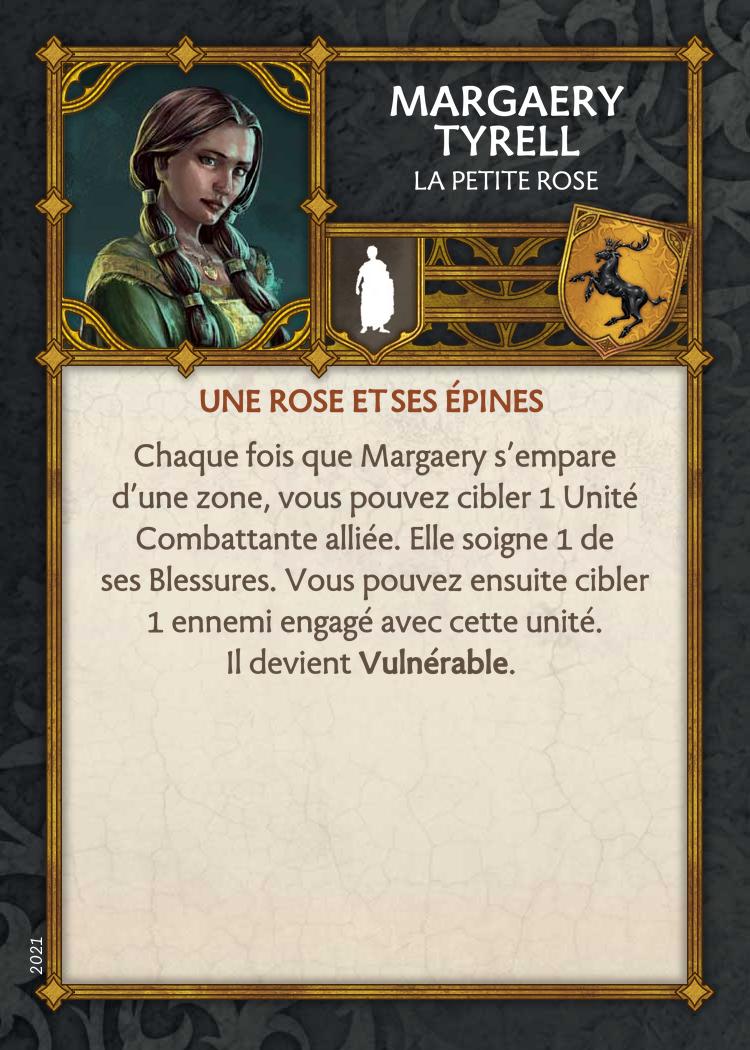 MARGAERY
TYRELL
LA PETITE ROSE
UNE ROSE ET SES ÉPINES
Chaque fois que Margaery s'empare
d'une zone, vous pouvez cibler 1 Unité
Combattante alliée. Elle soigne 1 de
ses Blessures. Vous pouvez ensuite cibler
1 ennemi engagé avec cette unité.
Il devient Vulnérable.
2021